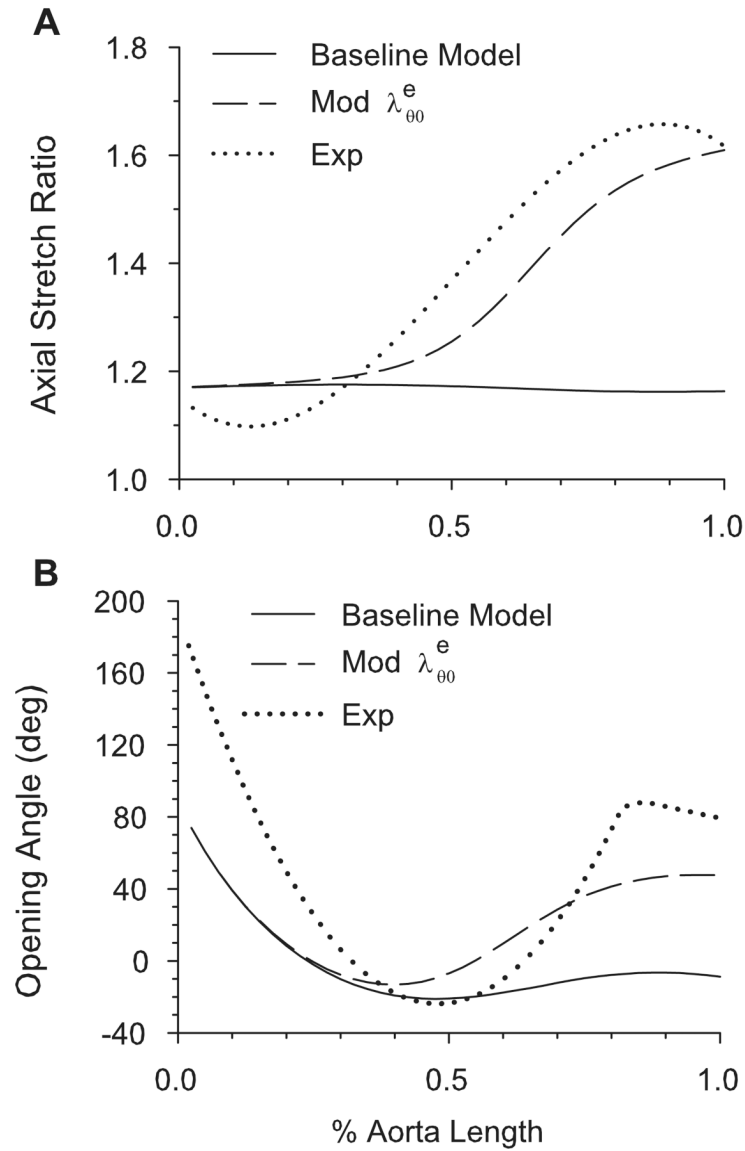 A
1.8
1.6
1.4
1.2
1.0
Axial Stretch Ratio
Baseline Model
Mod λ^e_θ0
Exp
0.0
0.5
1.0
B
200
160
120
80
40
0
-40
Opening Angle (deg)
Baseline Model
Mod λ^e_θ0
Exp
0.0
0.5
1.0
% Aorta Length